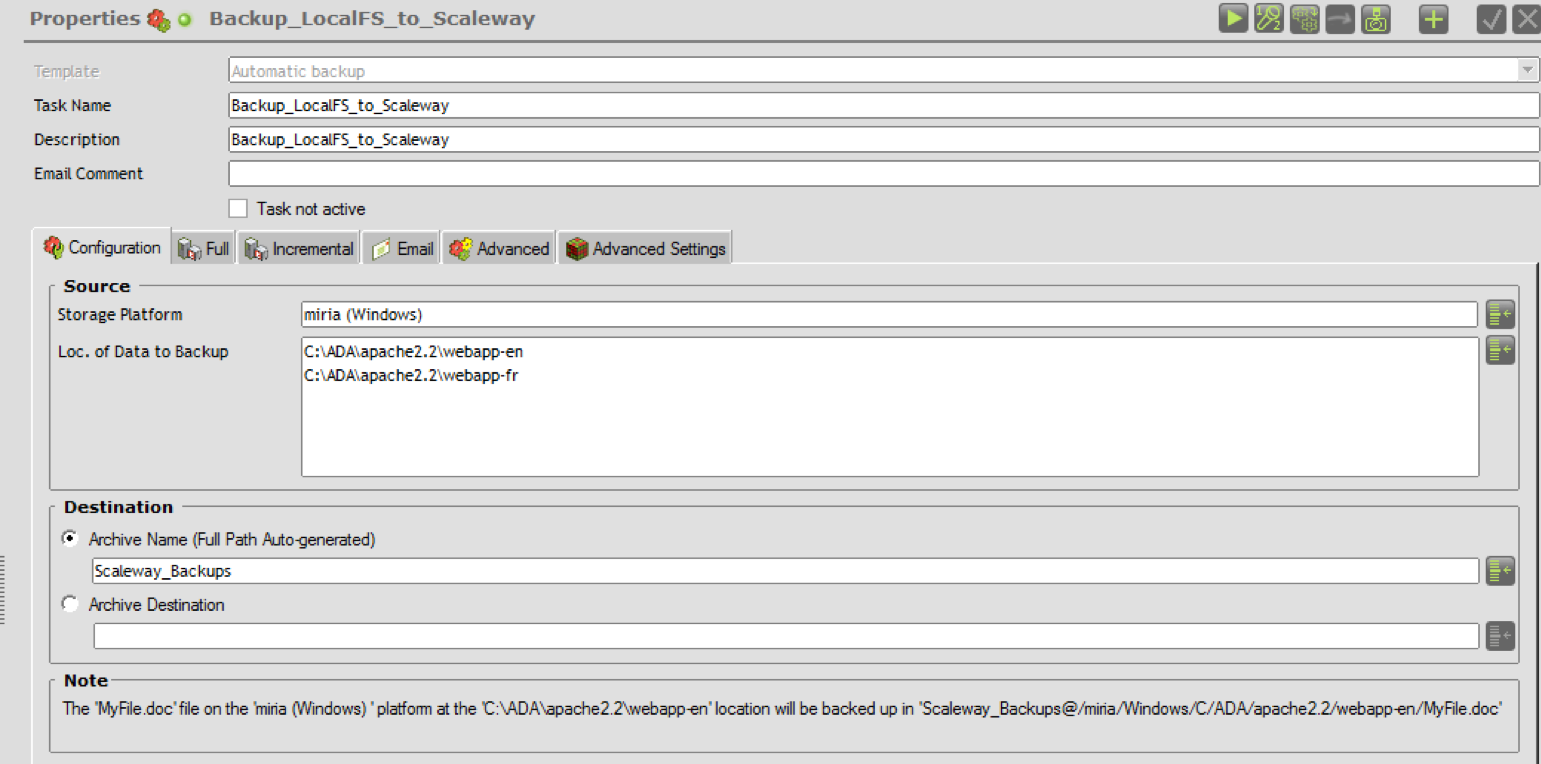 Properties Backup_LocalFS_to_Scaleway
Template Automatic backup
Task Name Backup_LocalFS_to_Scaleway
Description Backup_LocalFS_to_Scaleway
Email Comment
Task not active
Configuration Full Incremental Email Advanced Advanced Settings
Source
Storage Platform miria (Windows)
Loc. of Data to Backup C:\ADA\apache2.2\webapp-en
C:\ADA\apache2.2\webapp-fr
Destination
Archive Name (Full Path Auto-generated)
Scaleway_Backups
Archive Destination
Note
The 'MyFile.doc' file on the 'miria (Windows) ' platform at the 'C:\ADA\apache2.2\webapp-en' location will be backed up in 'Scaleway_Backups@/miria/Windows/C/ADA/apache2.2/webapp-en/MyFile.doc'